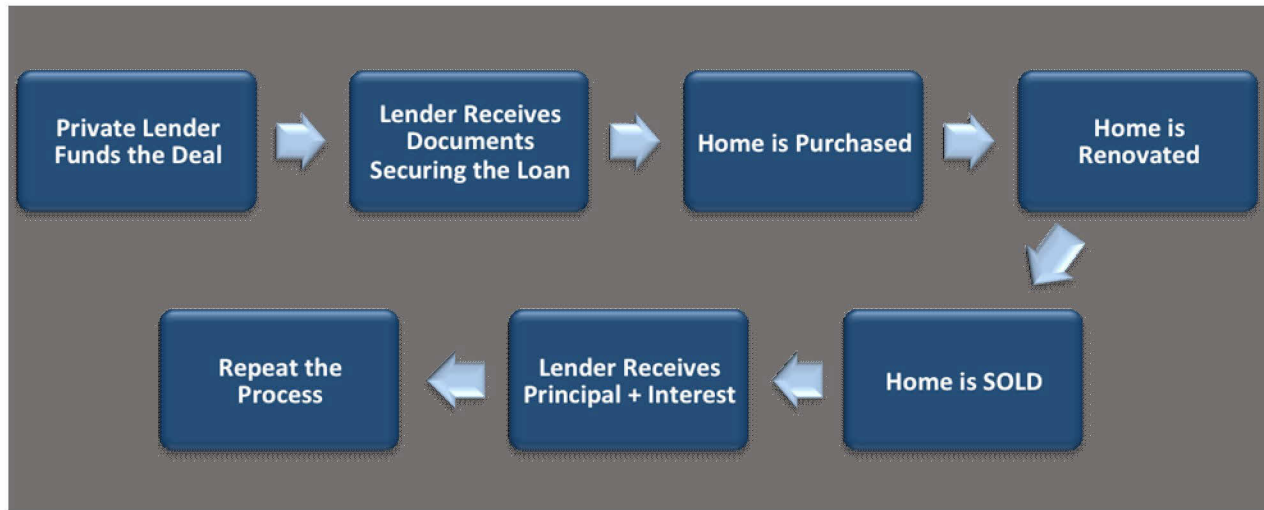 Private Lender
Funds the Deal
Lender Receives
Documents
Securing the Loan
Home is Purchased
Home is
Renovated
Home is SOLD
Lender Receives
Principal + Interest
Repeat the
Process